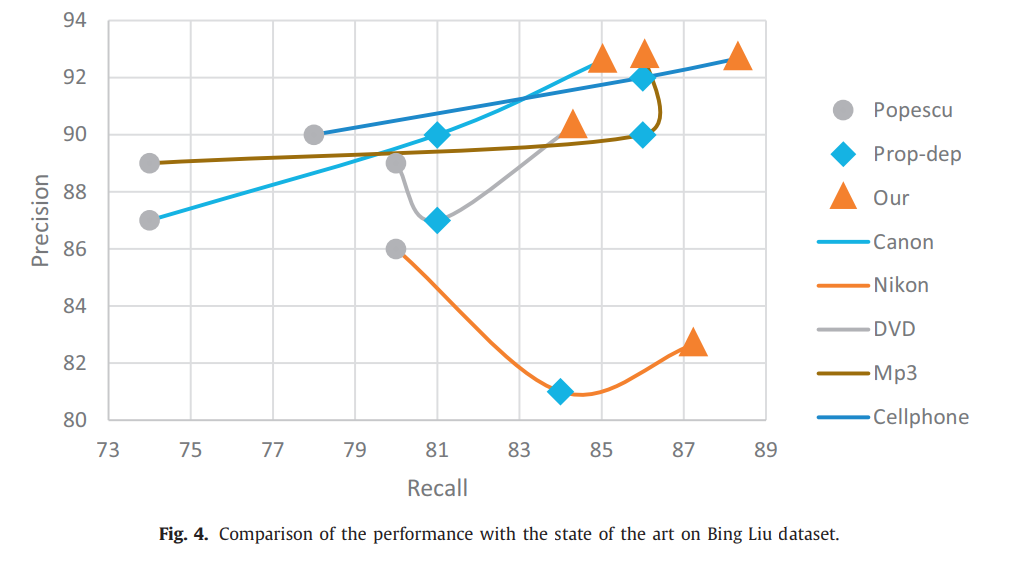 94
92
90
88
86
84
82
80
Precision
73 75 77 79 81 83 85 87 89
Recall
Popescu
Prop-dep
Our
Canon
Nikon
DVD
Mp3
Cellphone
Fig. 4. Comparison of the performance with the state of the art on Bing Liu dataset.